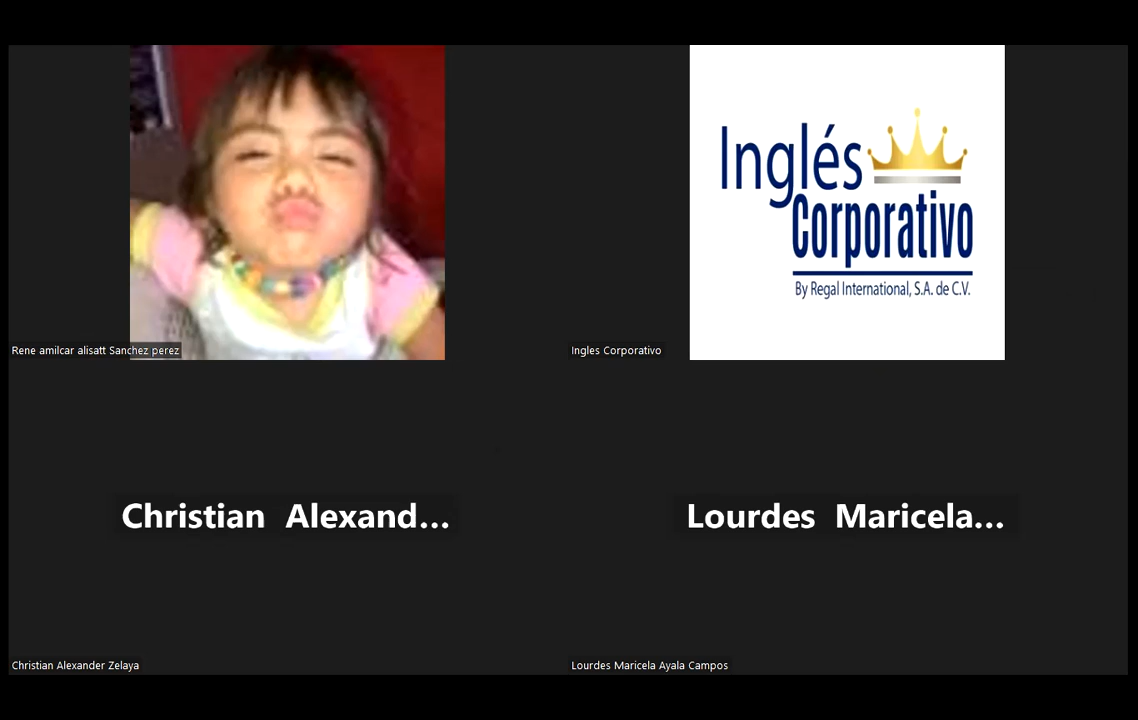 Inglés
Corporativo
By Regal International, S.A. de C.V.
Rene amilcar alisatt Sanchez perez
Ingles Corporativo
Christian Alexand...
Lourdes Maricela...
Christian Alexander Zelaya
Lourdes Maricela Ayala Campos